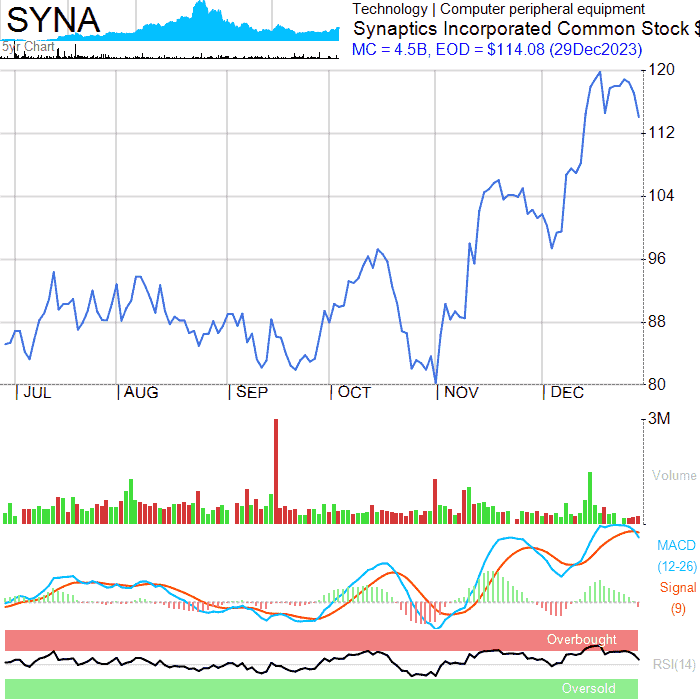 SYNA
5yr Chart
Technology | Computer peripheral equipment
Synaptics Incorporated Common Stock $
MC = 4.5B, EOD = $114.08 (29Dec2023)
120
112
104
96
88
80
| JUL | AUG | SEP | OCT | NOV | DEC
3M
Volume
MACD
(12-26)
Signal
(9)
Overbought
RSI(14)
Oversold